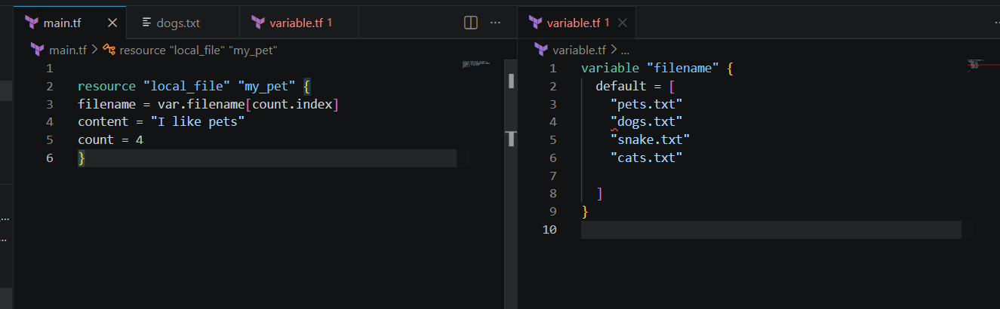 main.tf
dogs.txt
variable.tf 1
main.tf > resource "local_file" "my_pet"
1
2 resource "local_file" "my_pet" {
3 filename = var.filename[count.index]
4 content = "I like pets"
5 count = 4
6 }
variable.tf 1
variable.tf > ...
1 variable "filename" {
2 default = [
3 "pets.txt"
4 "dogs.txt"
5 "snake.txt"
6 "cats.txt"
7
8 ]
9 }
10